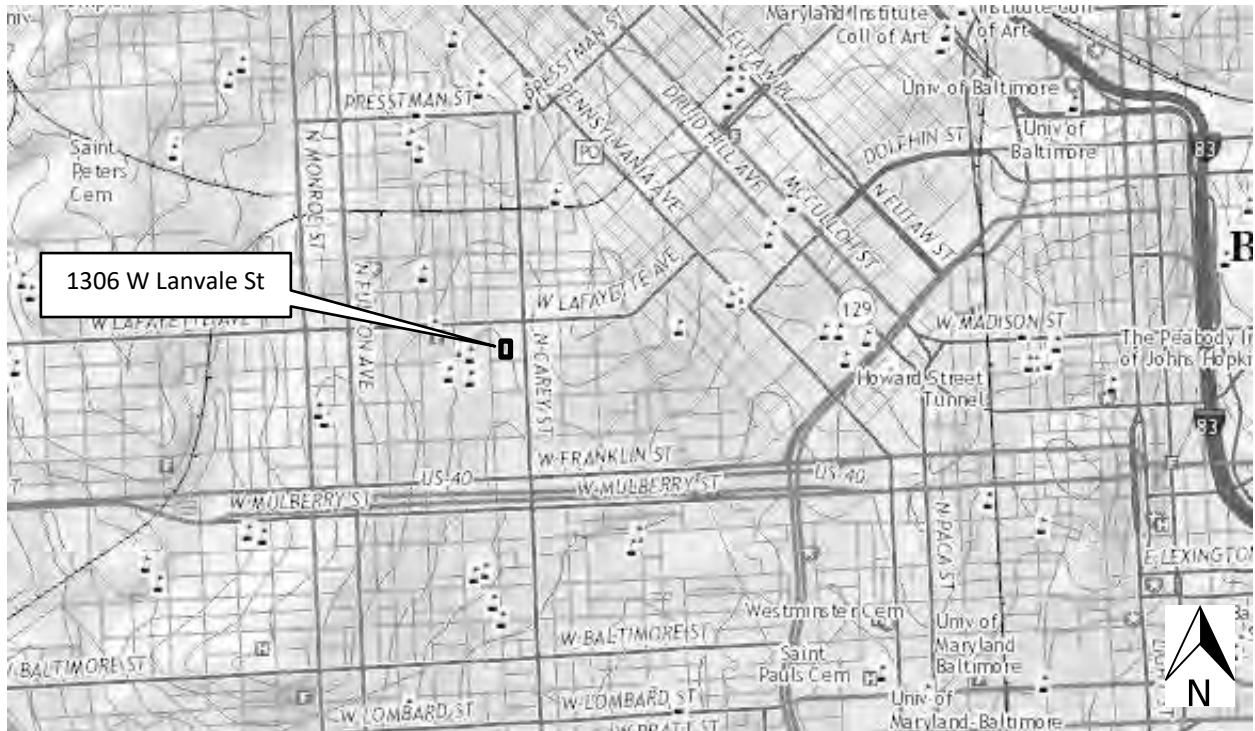 Maryland Institute
Coll of Art
Institute Coll
of Art
EUTAW PL
PRESSTMAN ST
Univ of Baltimore
PRESSTMAN ST
DRUID HILL AVE
DOLPHIN ST
Univ of
Baltimore
83
Saint
Peters
Cem
N MONROE ST
PENNSYLVANIA AVE
PO
MCCULLOH ST
N EUTAW ST
B
1306 W Lanvale St
W LAFAYETTE AVE
129
W LAFAYETTE AVE
W MADISON ST
N FULTON AVE
The Peabody In
of Johns Hopki
N CAREY ST
Howard Street
Tunnel
83
W FRANKLIN ST
US-40
US-40
W MULBERRY ST
W MULBERRY ST
N PACA ST
H
E LEXINGTON
Westminster Cem
W BALTIMORE ST
Univ of
Maryland
Baltimore
H
W BALTIMORE ST
Saint
Pauls Cem
H
N
W LOMBARD ST
W LOMBARD ST
Univ of
Maryland-Baltimore
W PRATT ST